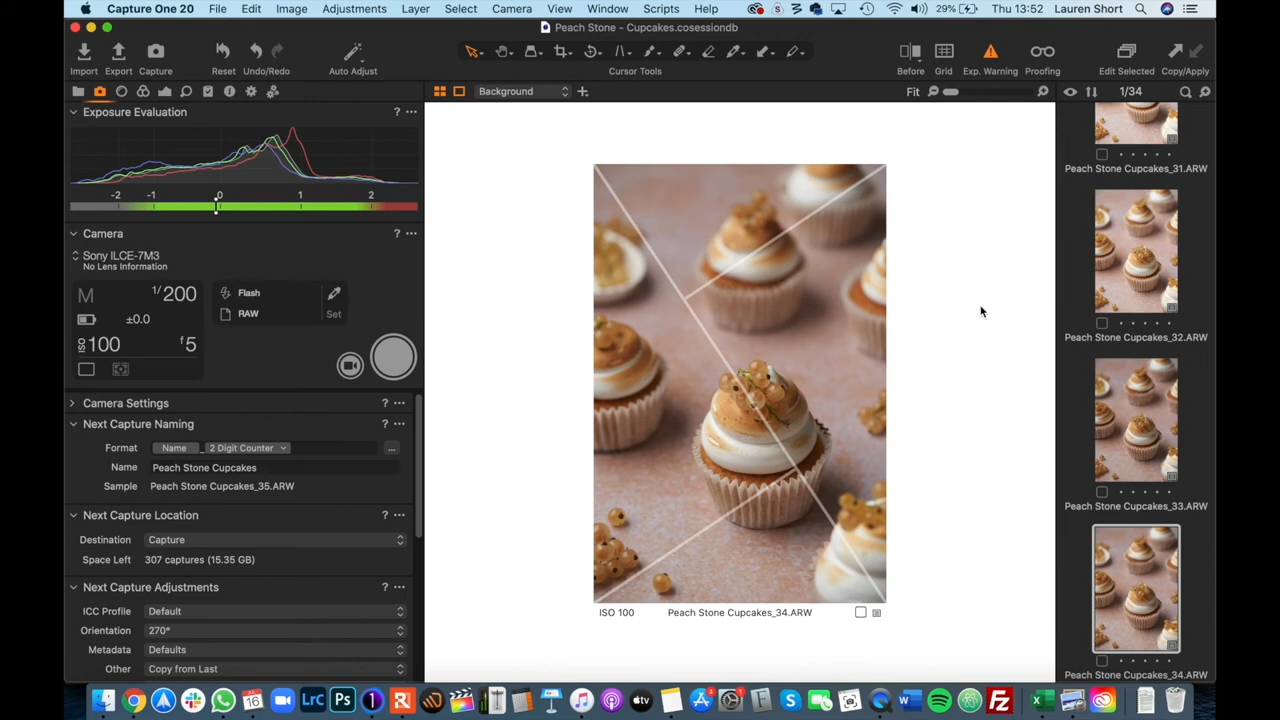 Capture One 20 File Edit Image Adjustments Layer Select Camera View Window Scripts Help 29% Thu 13:52 Lauren Short
Peach Stone - Cupcakes.cosessiondb
Import Export Capture Reset Undo/Redo Auto Adjust Cursor Tools Before Grid Exp. Warning Proofing Edit Selected Copy/Apply
Background Fit 1/34
Exposure Evaluation ?
-2 -1 0 1 2
Camera ?
Sony ILCE-7M3
No Lens Information
M 1/200 Flash
±0.0 RAW Set
ISO 100 f5
Camera Settings ?
Next Capture Naming ?
Format Name _ 2 Digit Counter ...
Name Peach Stone Cupcakes
Sample Peach Stone Cupcakes_35.ARW
Next Capture Location ?
Destination Capture
Space Left 307 captures (15.35 GB)
Next Capture Adjustments ?
ICC Profile Default
Orientation 270°
Metadata Defaults
Other Copy from Last
ISO 100 Peach Stone Cupcakes_34.ARW
Peach Stone Cupcakes_31.ARW
Peach Stone Cupcakes_32.ARW
Peach Stone Cupcakes_33.ARW
Peach Stone Cupcakes_34.ARW
16 Lrc Ps tv W